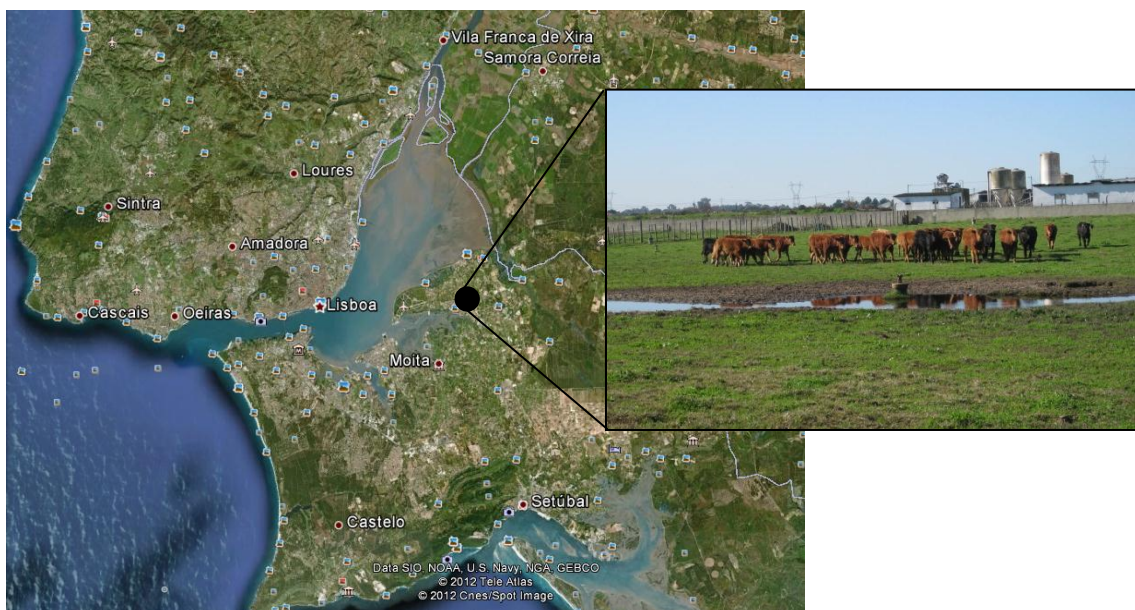 Vila Franca de Xira
Samora Correia
Loures
Sintra
Amadora
Lisboa
Cascais
Oeiras
Moita
Setúbal
Castelo
Data SIO, NOAA, U.S. Navy, NGA, GEBCO
© 2012 Tele Atlas
© 2012 Cnes/Spot Image